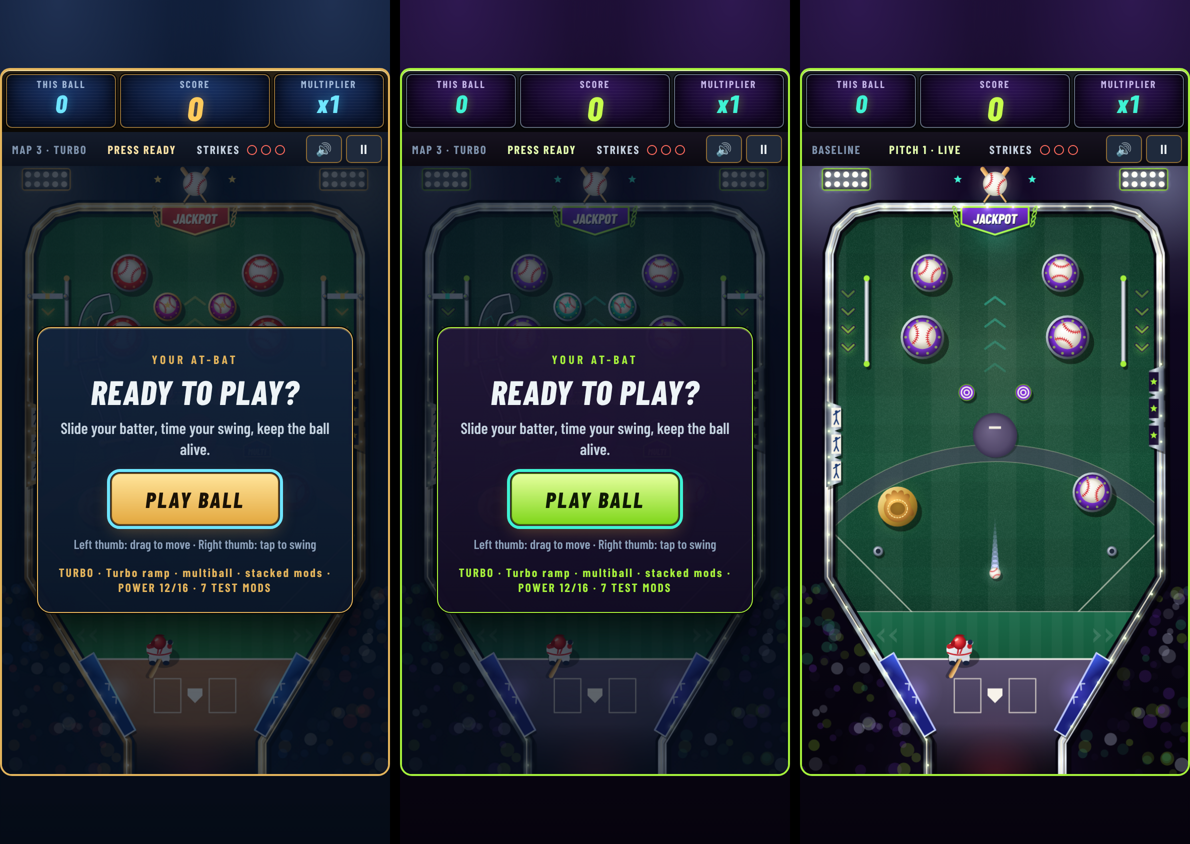 THIS BALL
0
SCORE
0
MULTIPLIER
x1
MAP 3 · TURBO
PRESS READY
STRIKES
JACKPOT
YOUR AT-BAT
READY TO PLAY?
Slide your batter, time your swing, keep the ball
alive.
PLAY BALL
Left thumb: drag to move · Right thumb: tap to swing
TURBO · Turbo ramp · multiball · stacked mods ·
POWER 12/16 · 7 TEST MODS
THIS BALL
0
SCORE
0
MULTIPLIER
x1
MAP 3 · TURBO
PRESS READY
STRIKES
JACKPOT
YOUR AT-BAT
READY TO PLAY?
Slide your batter, time your swing, keep the ball
alive.
PLAY BALL
Left thumb: drag to move · Right thumb: tap to swing
TURBO · Turbo ramp · multiball · stacked mods ·
POWER 12/16 · 7 TEST MODS
THIS BALL
0
SCORE
0
MULTIPLIER
x1
BASELINE
PITCH 1 · LIVE
STRIKES
JACKPOT